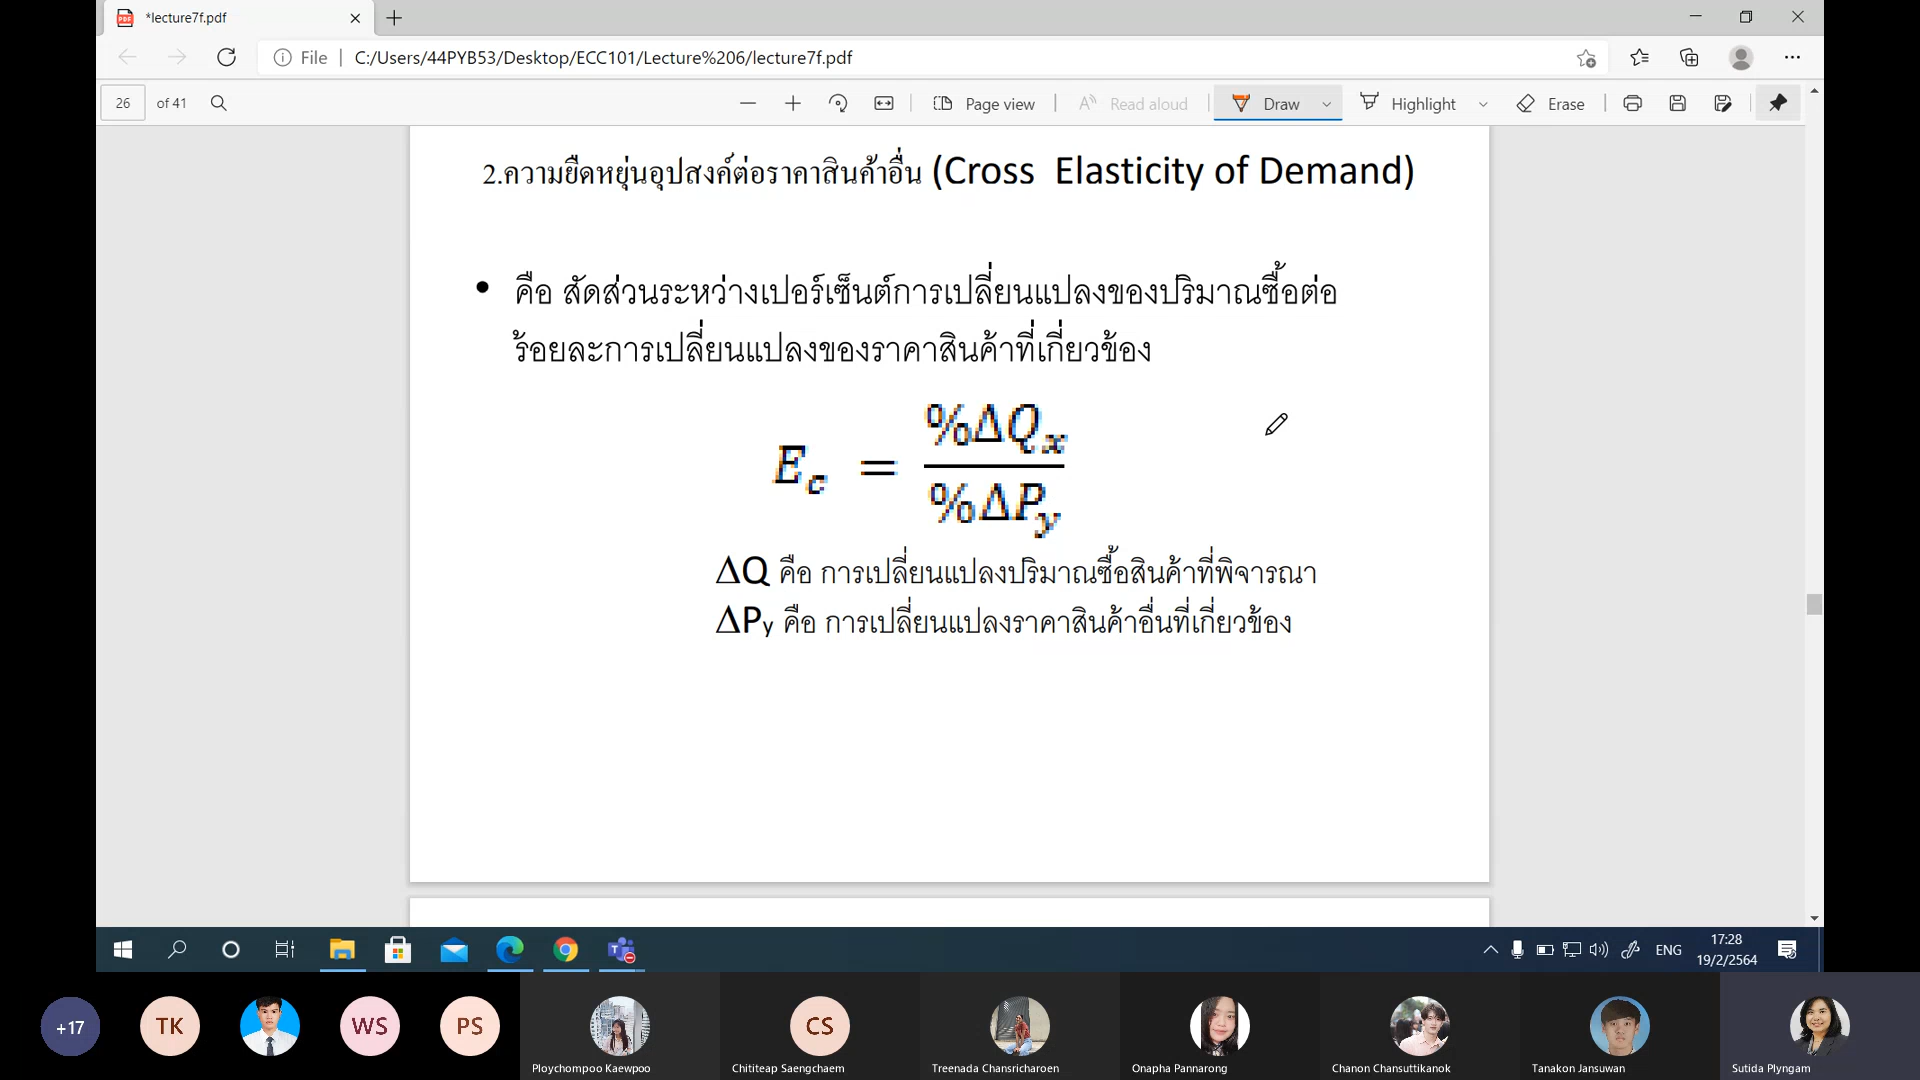 *lecture7f.pdf
File | C:/Users/44PYB53/Desktop/ECC101/Lecture%206/lecture7f.pdf
26 of 41 Page view Read aloud Draw Highlight Erase
2.ความยืดหยุ่นอุปสงค์ต่อราคาสินค้าอื่น (Cross Elasticity of Demand)
• คือ สัดส่วนระหว่างเปอร์เซ็นต์การเปลี่ยนแปลงของปริมาณซื้อต่อ
ร้อยละการเปลี่ยนแปลงของราคาสินค้าที่เกี่ยวข้อง
%ΔQx
Ec =
%ΔPy
ΔQ คือ การเปลี่ยนแปลงปริมาณซื้อสินค้าที่พิจารณา
ΔPy คือ การเปลี่ยนแปลงราคาสินค้าอื่นที่เกี่ยวข้อง
ENG
17:28
19/2/2564
+17 TK WS PS CS
Ploychompoo Kaewpoo Chititeap Saengchaem Treenada Chansricharoen Onapha Pannarong Chanon Chansuttikanok Tanakon Jansuwan Sutida Plyngam